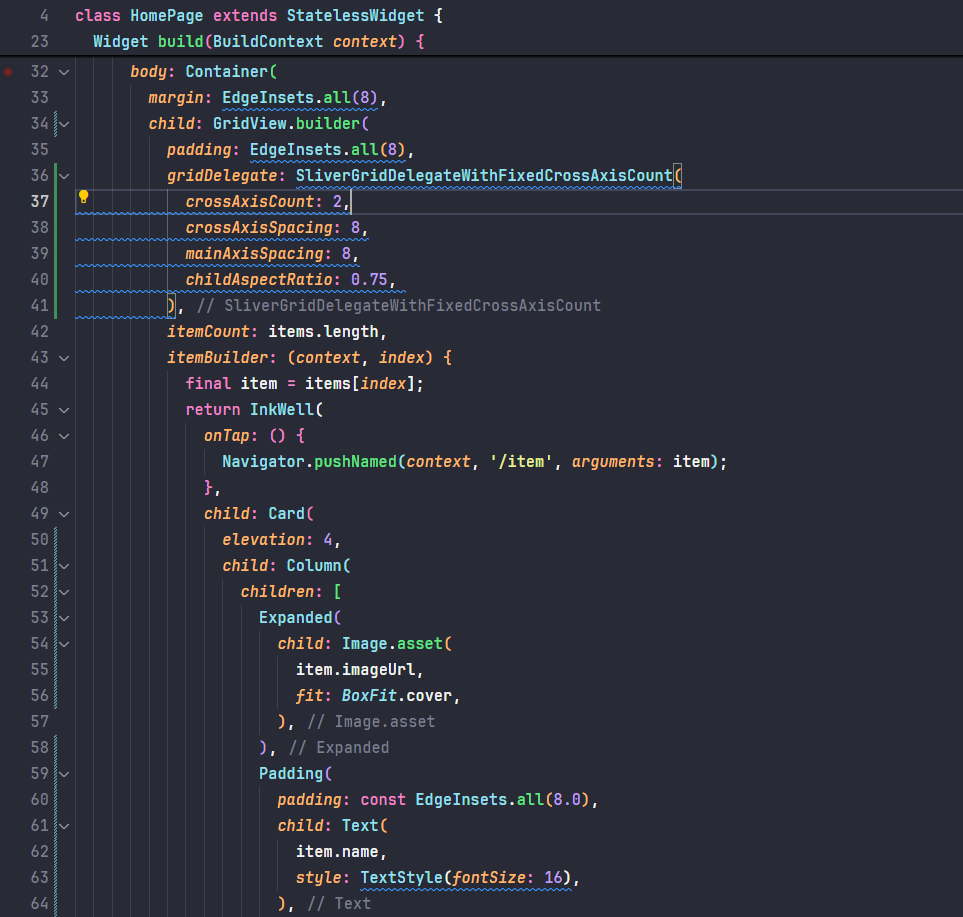 4 class HomePage extends StatelessWidget {
23 Widget build(BuildContext context) {
32 body: Container(
33 margin: EdgeInsets.all(8),
34 child: GridView.builder(
35 padding: EdgeInsets.all(8),
36 gridDelegate: SliverGridDelegateWithFixedCrossAxisCount(
37 crossAxisCount: 2,
38 crossAxisSpacing: 8,
39 mainAxisSpacing: 8,
40 childAspectRatio: 0.75,
41 ), // SliverGridDelegateWithFixedCrossAxisCount
42 itemCount: items.length,
43 itemBuilder: (context, index) {
44 final item = items[index];
45 return InkWell(
46 onTap: () {
47 Navigator.pushNamed(context, '/item', arguments: item);
48 },
49 child: Card(
50 elevation: 4,
51 child: Column(
52 children: [
53 Expanded(
54 child: Image.asset(
55 item.imageUrl,
56 fit: BoxFit.cover,
57 ), // Image.asset
58 ), // Expanded
59 Padding(
60 padding: const EdgeInsets.all(8.0),
61 child: Text(
62 item.name,
63 style: TextStyle(fontSize: 16),
64 ), // Text